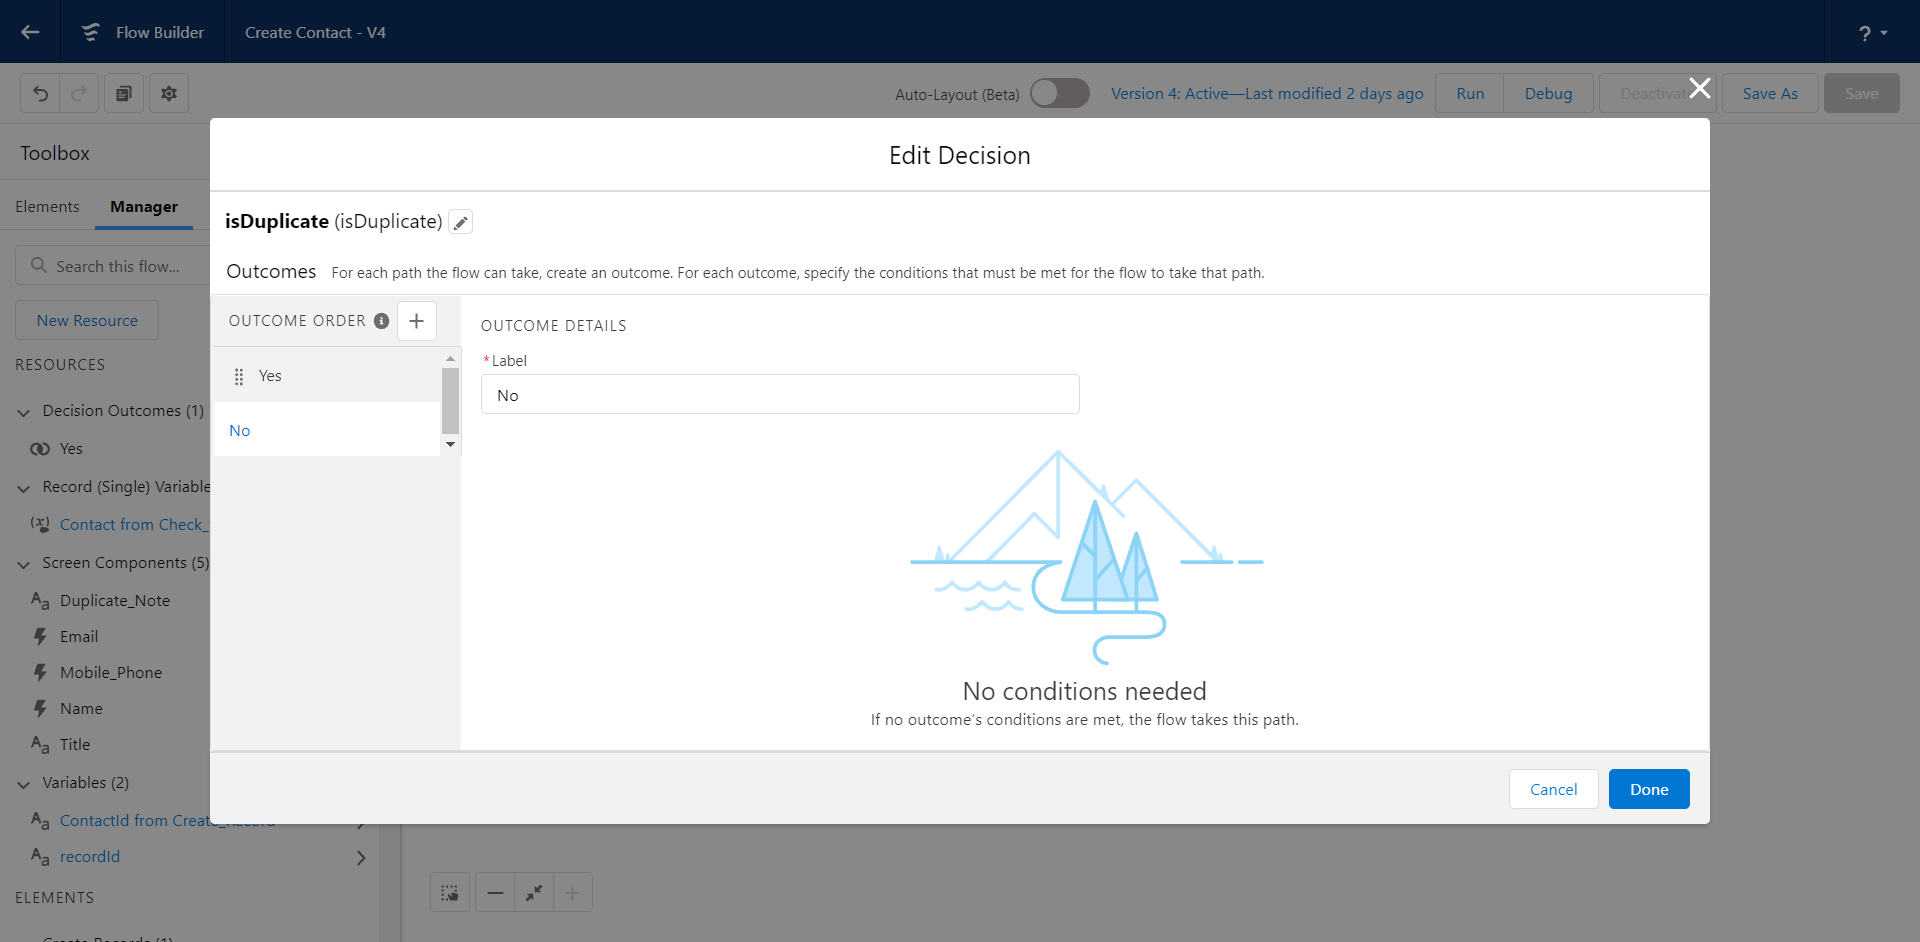 Flow Builder
Create Contact - V4
?
Auto-Layout (Beta)
Version 4: Active—Last modified 2 days ago
Run
Debug
Deactivat
Save As
Save
Toolbox
Elements
Manager
Search this flow...
New Resource
RESOURCES
Decision Outcomes (1)
Yes
Record (Single) Variable
Contact from Check_
Screen Components (5)
Duplicate_Note
Email
Mobile_Phone
Name
Title
Variables (2)
ContactId from Create_Record
recordId
ELEMENTS
Create Records (1)
Edit Decision
isDuplicate (isDuplicate)
Outcomes For each path the flow can take, create an outcome. For each outcome, specify the conditions that must be met for the flow to take that path.
OUTCOME ORDER
Yes
No
OUTCOME DETAILS
*Label
No
No conditions needed
If no outcome's conditions are met, the flow takes this path.
Cancel
Done